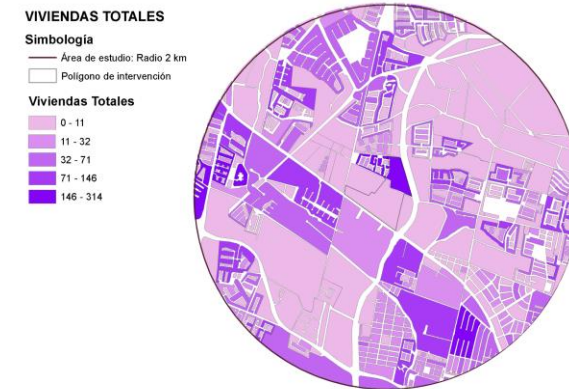 VIVIENDAS TOTALES
Simbología
Área de estudio: Radio 2 km
Polígono de intervención
Viviendas Totales
0 - 11
11 - 32
32 - 71
71 - 146
146 - 314